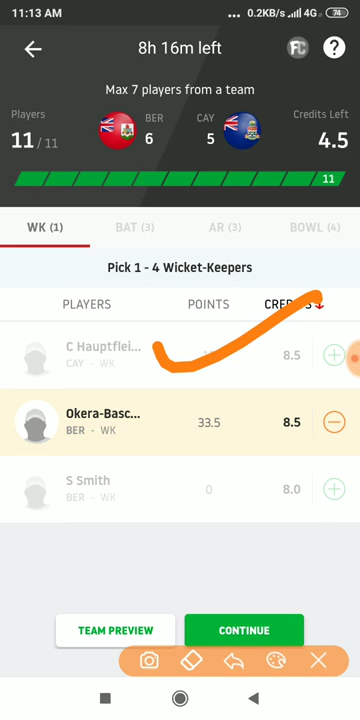 11:13 AM ... 0.2KB/s 4G 74
8h 16m left FC ?
Max 7 players from a team
Players BER CAY Credits Left
11 / 11 6 5 4.5
11
WK (1) BAT (3) AR (3) BOWL (4)
Pick 1 - 4 Wicket-Keepers
PLAYERS POINTS CREDITS
C Hauptflei... 8.5
CAY - WK
Okera-Basc... 33.5 8.5
BER - WK
S Smith 0 8.0
BER - WK
TEAM PREVIEW CONTINUE